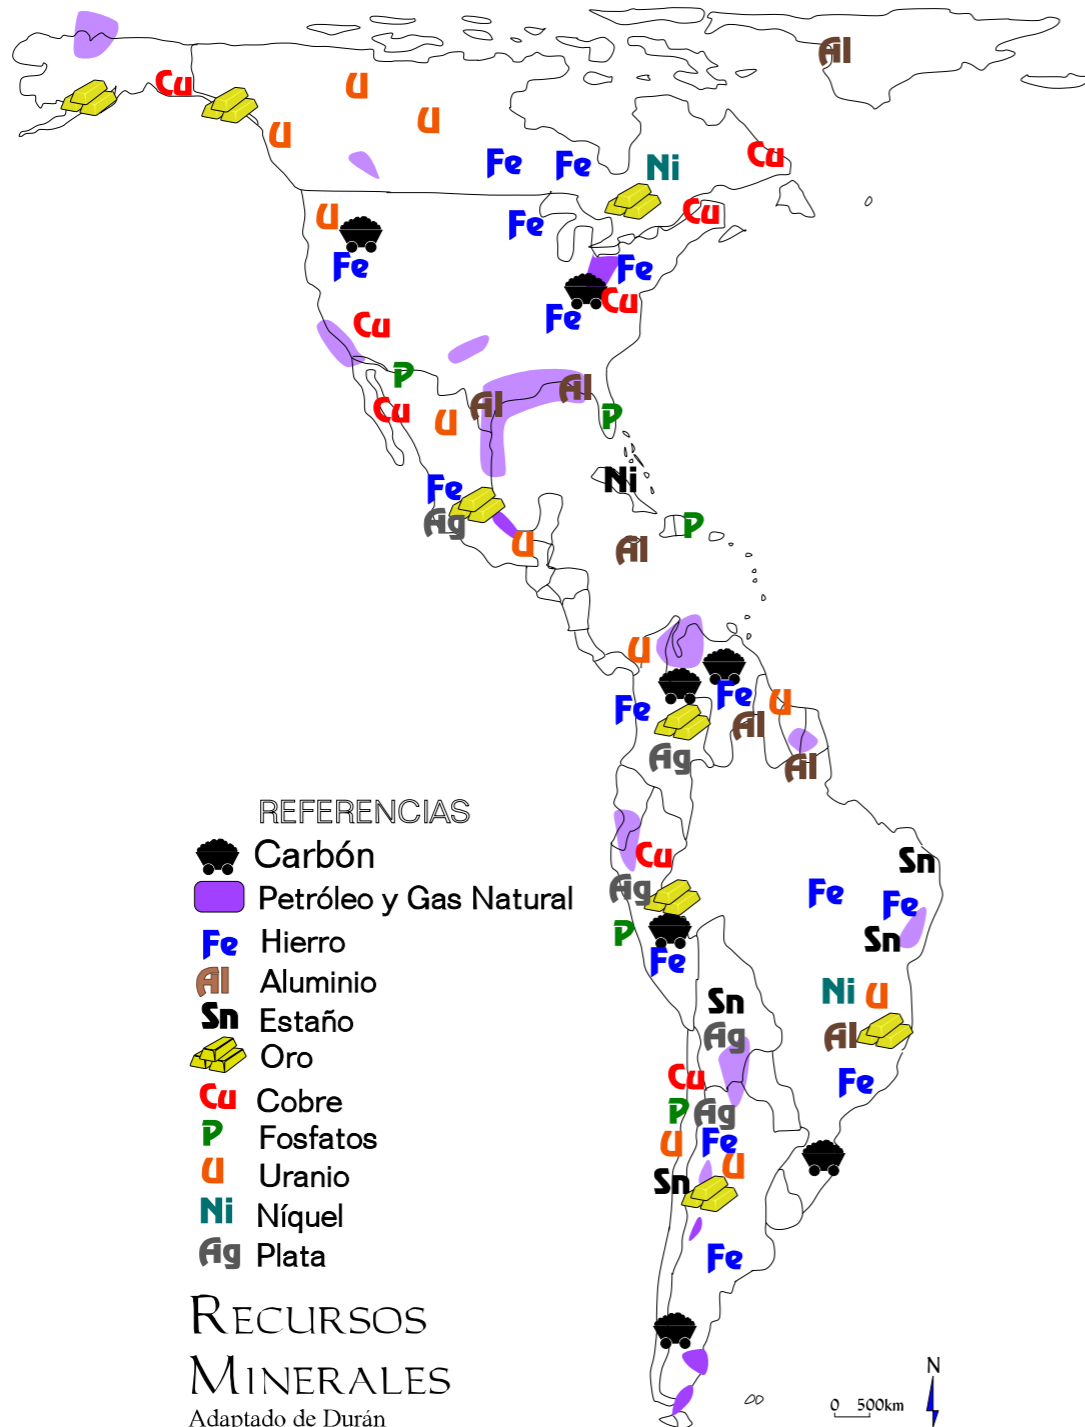 Al
Cu
U
U
U
Fe
Fe
Ni
Cu
U
Fe
Cu
Fe
Fe
Cu
Fe
Cu
P
Al
Al
Cu
U
P
Fe
Ni
Ag
P
U
Al
U
Fe
Fe
U
Al
Ag
Al
REFERENCIAS
Carbón
Petróleo y Gas Natural
Fe Hierro
Al Aluminio
Sn Estaño
Oro
Cu Cobre
P Fosfatos
U Uranio
Ni Níquel
Ag Plata
Cu
Sn
Ag
Fe
Fe
P
Sn
Fe
Sn
Ni U
Ag
Al
Cu
Fe
P Ag
U Fe
U
Sn
Fe
RECURSOS
MINERALES
Adaptado de Durán
N
0 500km